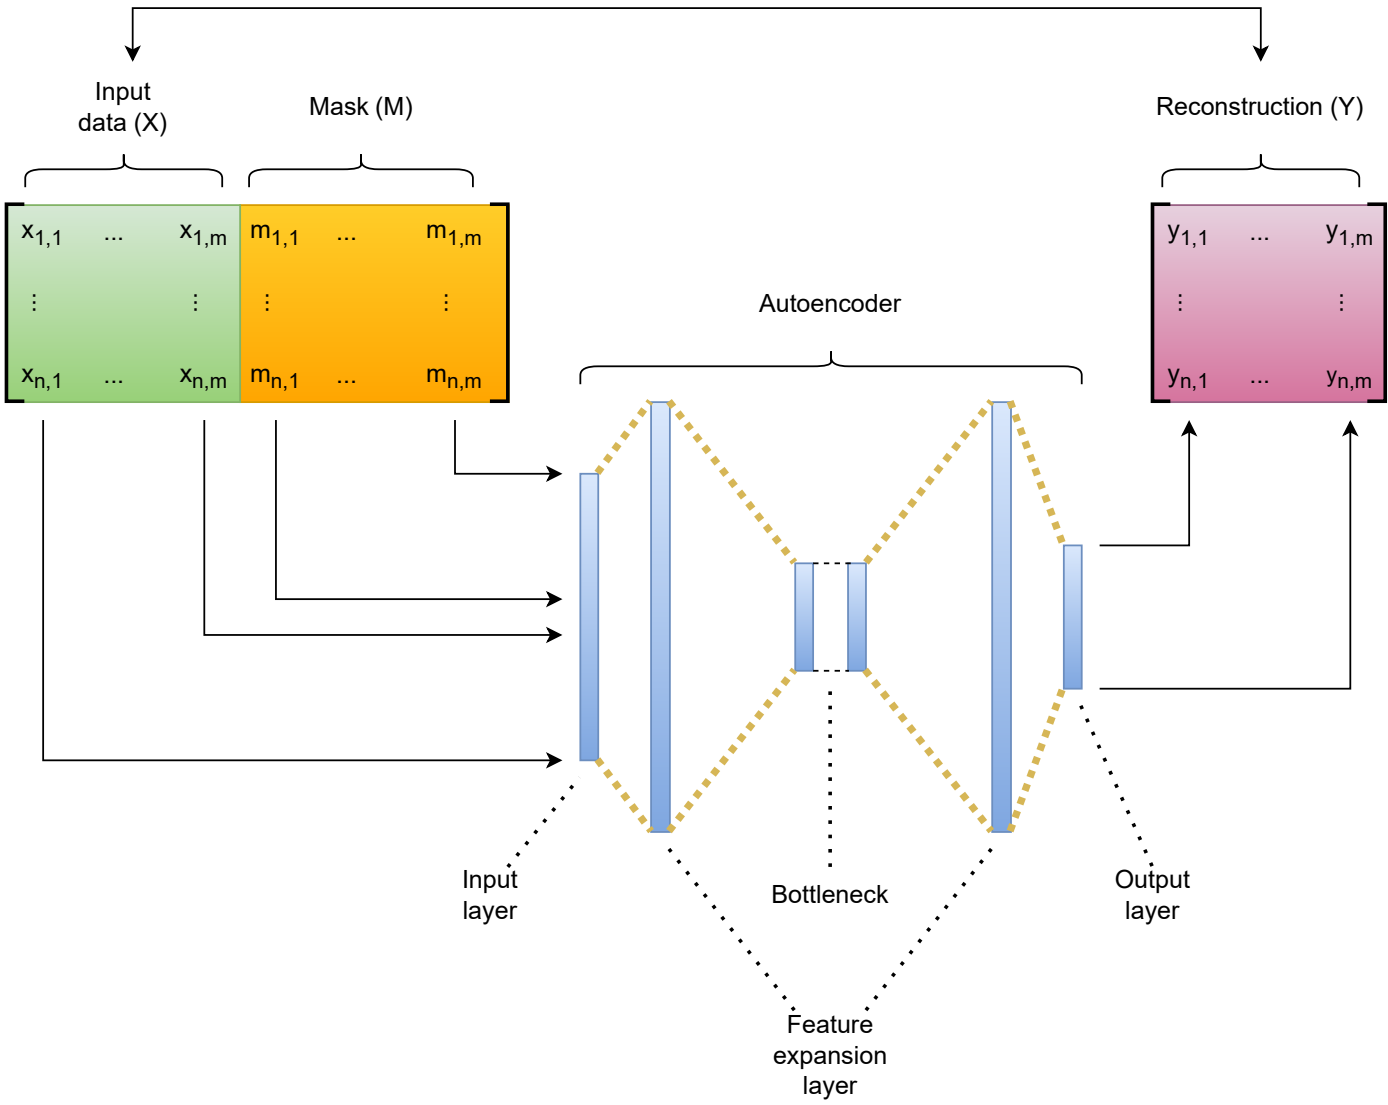 Input
data (X)
Mask (M)
Reconstruction (Y)
x1,1 ... x1,m m1,1 ... m1,m
⋮ ⋮ ⋮ ⋮
xn,1 ... xn,m mn,1 ... mn,m
y1,1 ... y1,m
⋮ ⋮
yn,1 ... yn,m
Autoencoder
Input
layer
Bottleneck
Output
layer
Feature
expansion
layer